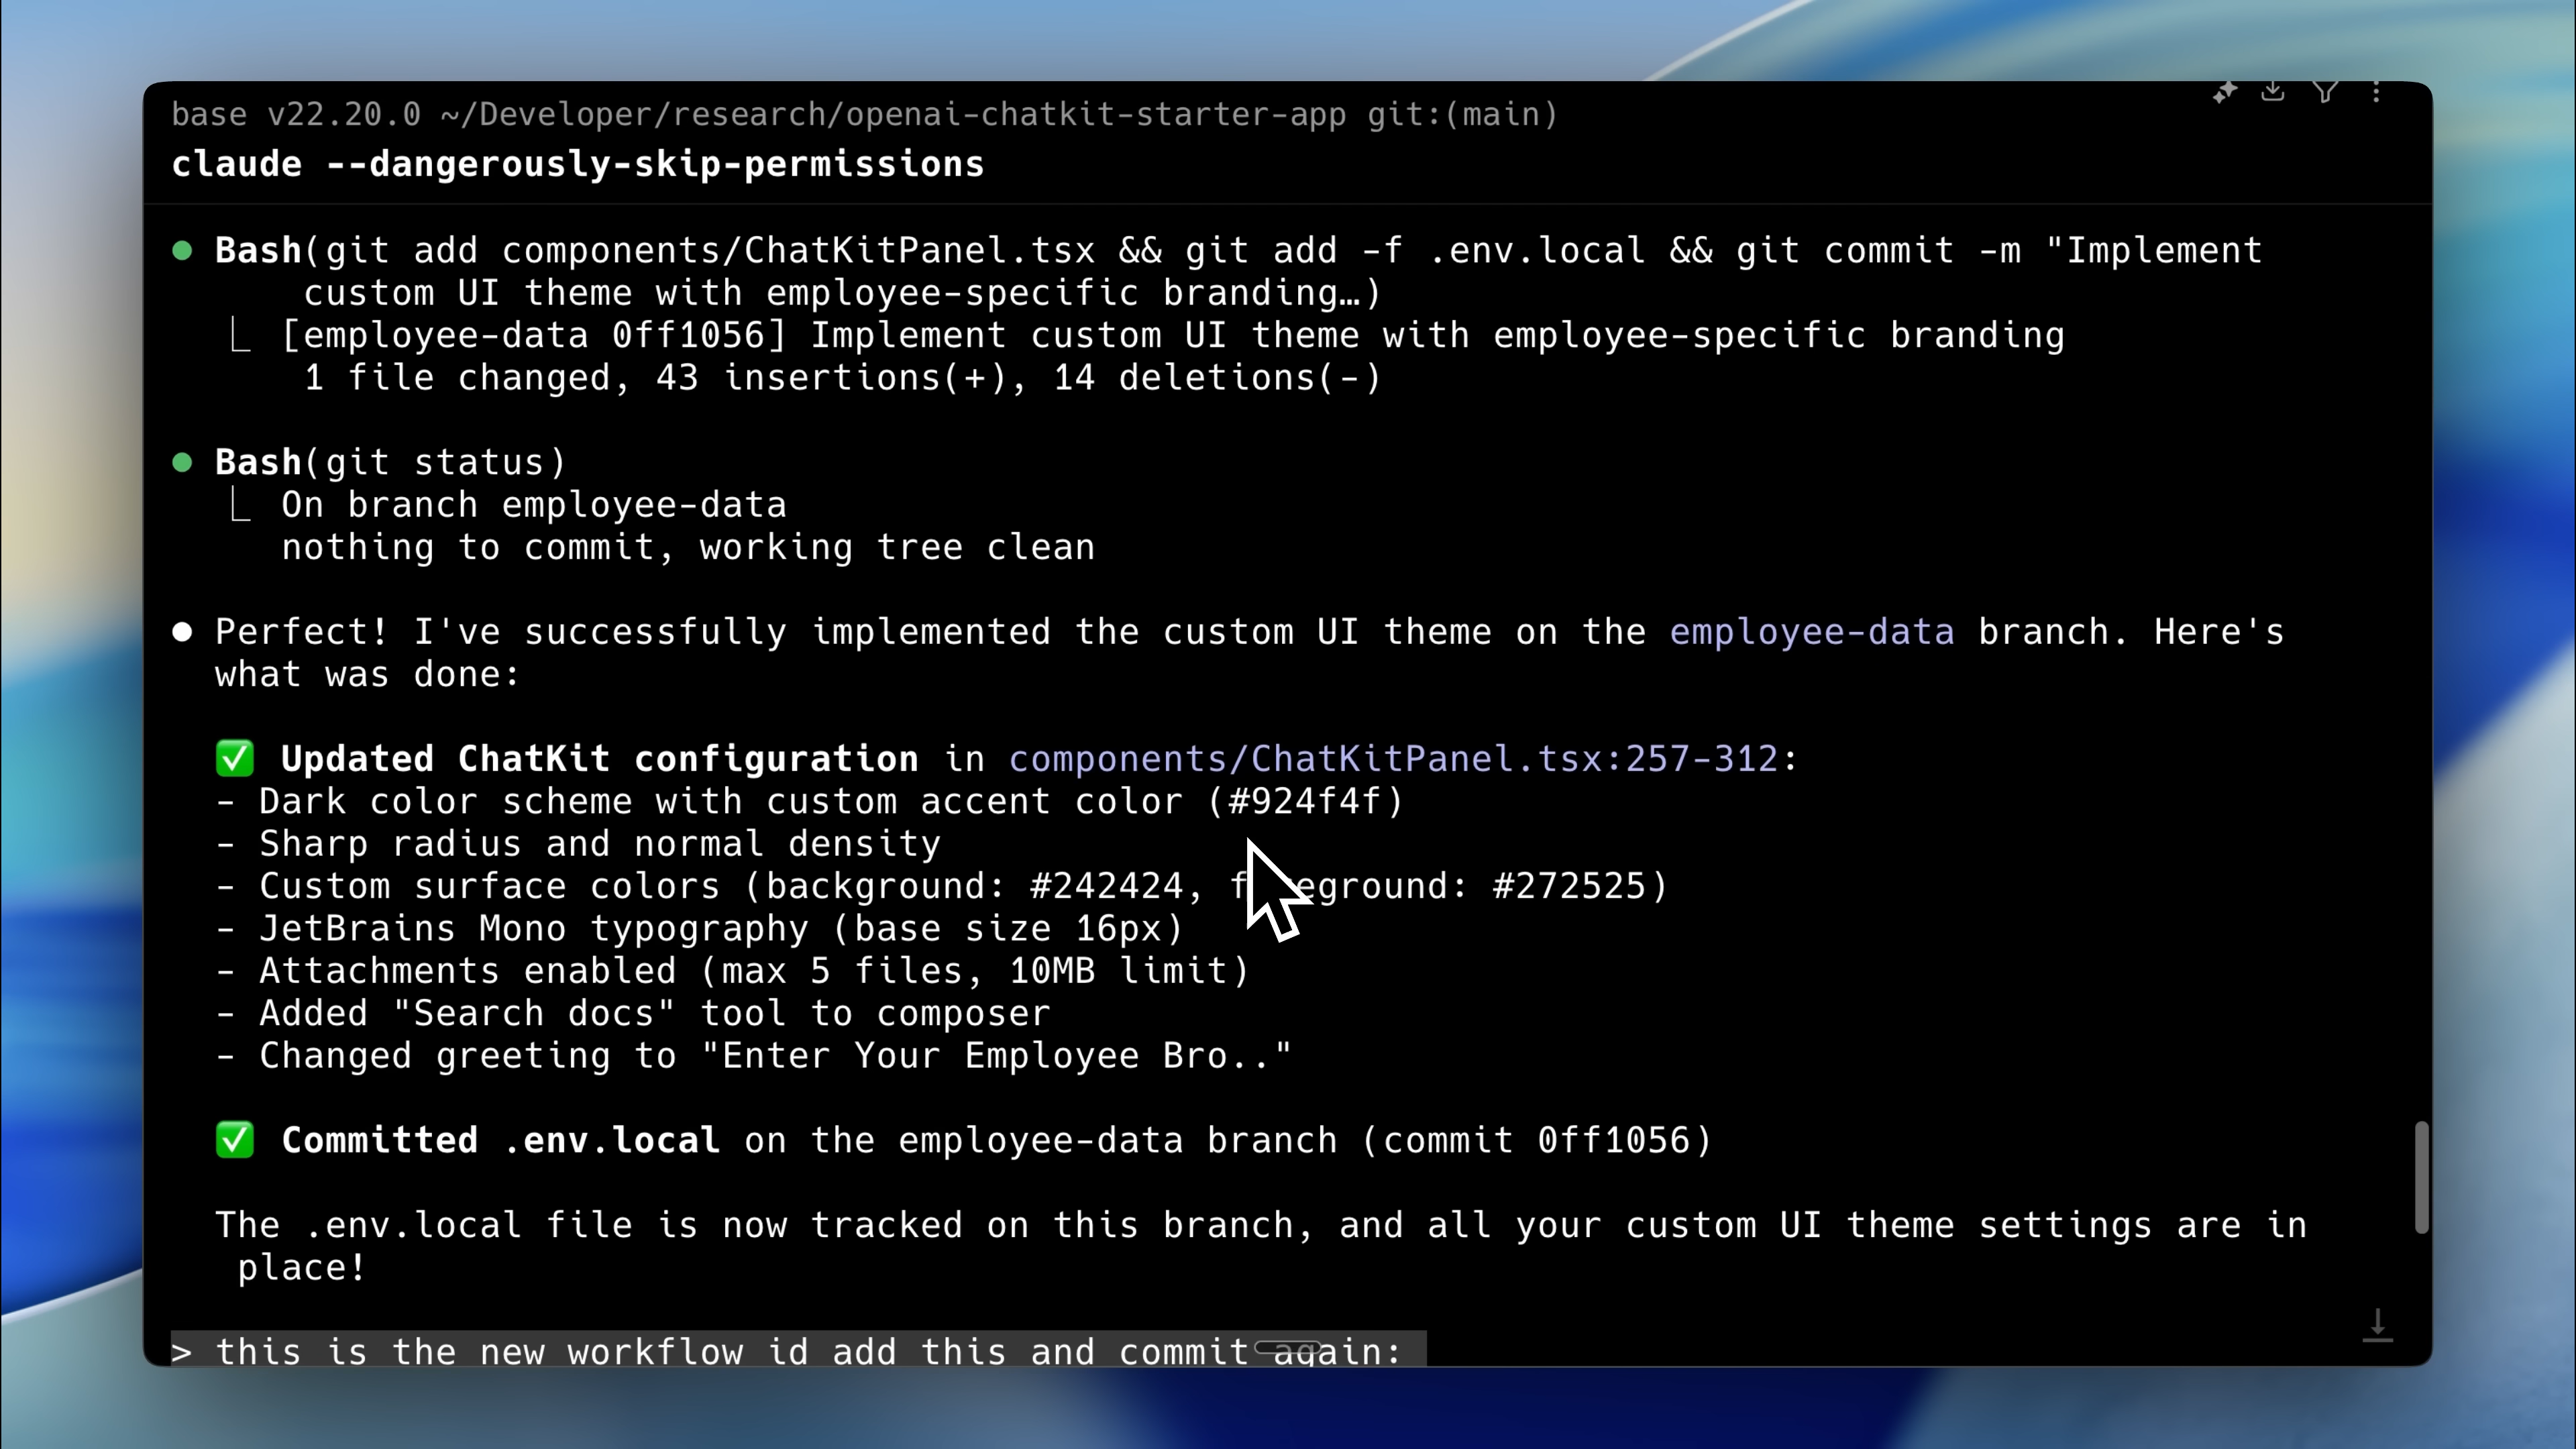 base v22.20.0 ~/Developer/research/openai-chatkit-starter-app git:(main)
claude --dangerously-skip-permissions
Bash(git add components/ChatKitPanel.tsx && git add -f .env.local && git commit -m "Implement
custom UI theme with employee-specific branding…)
[employee-data 0ff1056] Implement custom UI theme with employee-specific branding
1 file changed, 43 insertions(+), 14 deletions(-)
Bash(git status)
On branch employee-data
nothing to commit, working tree clean
Perfect! I've successfully implemented the custom UI theme on the employee-data branch. Here's
what was done:
✅ Updated ChatKit configuration in components/ChatKitPanel.tsx:257-312:
- Dark color scheme with custom accent color (#924f4f)
- Sharp radius and normal density
- Custom surface colors (background: #242424, foreground: #272525)
- JetBrains Mono typography (base size 16px)
- Attachments enabled (max 5 files, 10MB limit)
- Added "Search docs" tool to composer
- Changed greeting to "Enter Your Employee Bro.."
✅ Committed .env.local on the employee-data branch (commit 0ff1056)
The .env.local file is now tracked on this branch, and all your custom UI theme settings are in
place!
> this is the new workflow id add this and commit again: